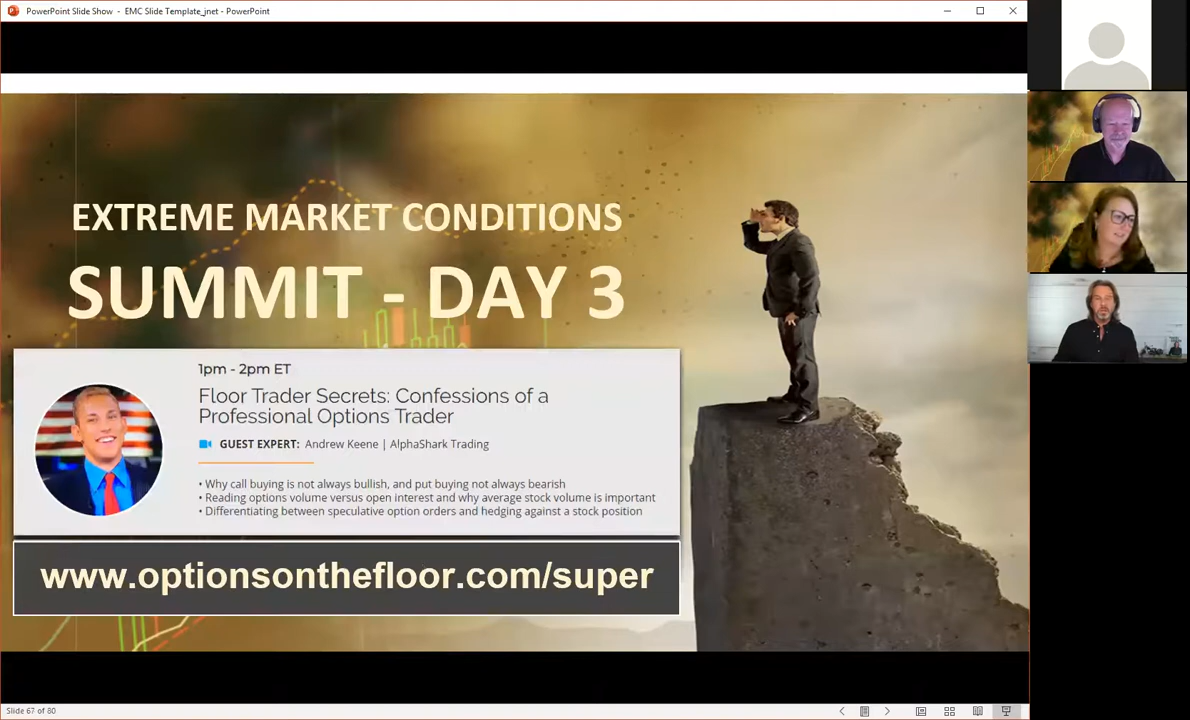 PowerPoint Slide Show - EMC Slide Template_jnet - PowerPoint
EXTREME MARKET CONDITIONS
SUMMIT - DAY 3
1pm - 2pm ET
Floor Trader Secrets: Confessions of a
Professional Options Trader
GUEST EXPERT: Andrew Keene | AlphaShark Trading
• Why call buying is not always bullish, and put buying not always bearish
• Reading options volume versus open interest and why average stock volume is important
• Differentiating between speculative option orders and hedging against a stock position
www.optionsonthefloor.com/super
Slide 67 of 80